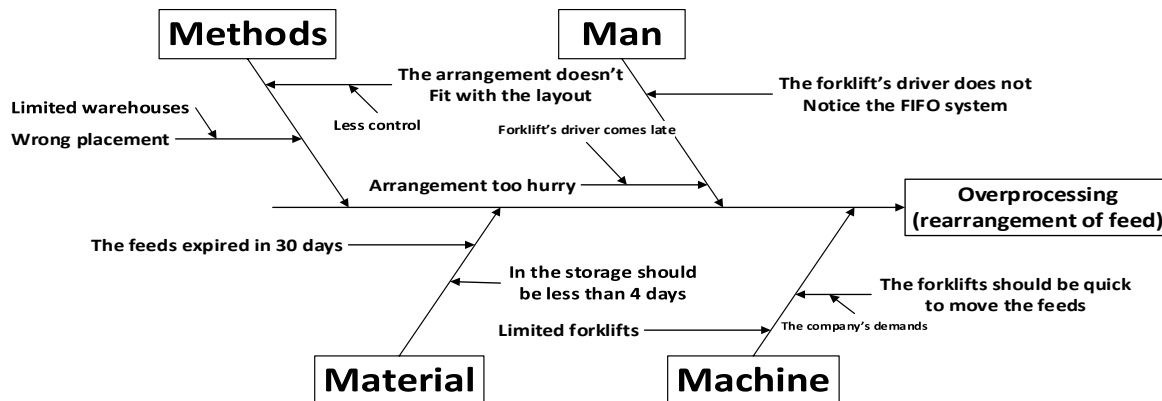 Methods
Man
The arrangement doesn't
Fit with the layout
The forklift's driver does not
Notice the FIFO system
Limited warehouses
Less control
Forklift's driver comes late
Wrong placement
Arrangement too hurry
Overprocessing
(rearrangement of feed)
The feeds expired in 30 days
In the storage should
be less than 4 days
The forklifts should be quick
to move the feeds
Limited forklifts
The company's demands
Material
Machine